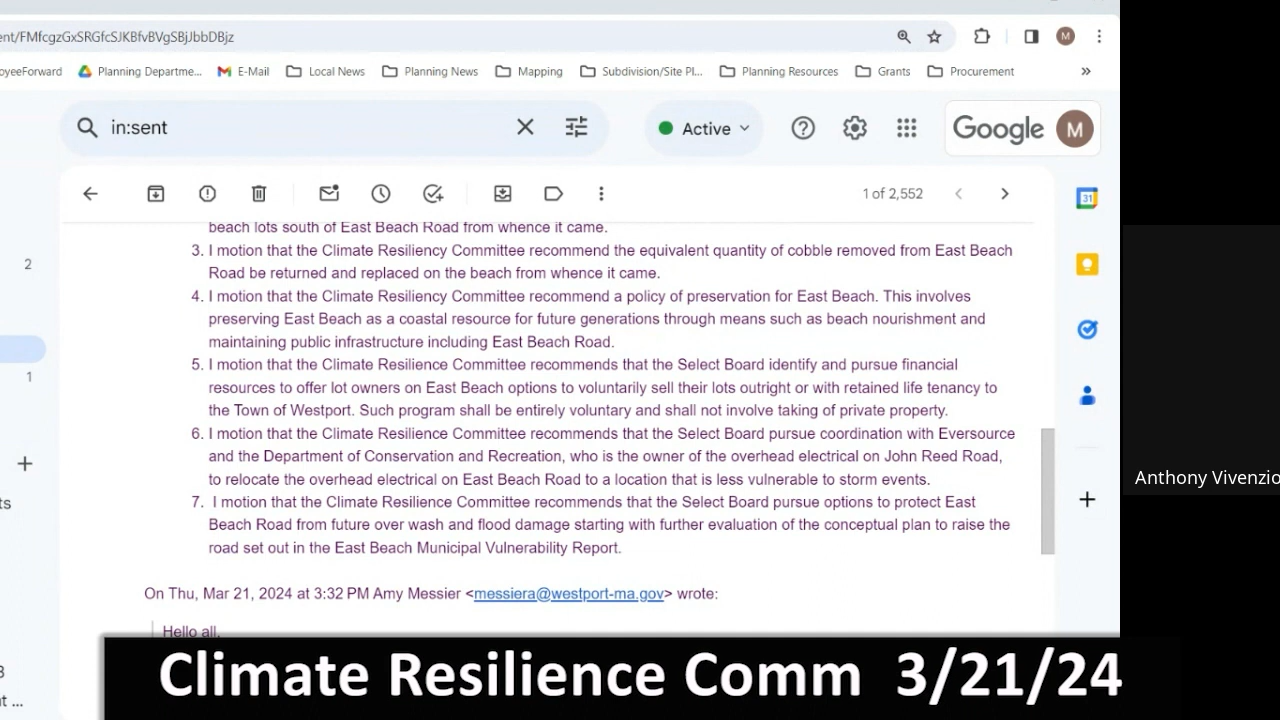 ent/FMfcgzGxSRGfcSJKBfvBVgSBjJbbDBjz
M
oyeeForward
Planning Departme...
E-Mail
Local News
Planning News
Mapping
Subdivision/Site Pl...
Planning Resources
Grants
Procurement
»
in:sent
Active
Google
M
1 of 2,552
31
2
1
ts
3
t ...
beach lots south of East Beach Road from whence it came.
3. I motion that the Climate Resiliency Committee recommend the equivalent quantity of cobble removed from East Beach
Road be returned and replaced on the beach from whence it came.
4. I motion that the Climate Resiliency Committee recommend a policy of preservation for East Beach. This involves
preserving East Beach as a coastal resource for future generations through means such as beach nourishment and
maintaining public infrastructure including East Beach Road.
5. I motion that the Climate Resilience Committee recommends that the Select Board identify and pursue financial
resources to offer lot owners on East Beach options to voluntarily sell their lots outright or with retained life tenancy to
the Town of Westport. Such program shall be entirely voluntary and shall not involve taking of private property.
6. I motion that the Climate Resilience Committee recommends that the Select Board pursue coordination with Eversource
and the Department of Conservation and Recreation, who is the owner of the overhead electrical on John Reed Road,
to relocate the overhead electrical on East Beach Road to a location that is less vulnerable to storm events.
7. I motion that the Climate Resilience Committee recommends that the Select Board pursue options to protect East
Beach Road from future over wash and flood damage starting with further evaluation of the conceptual plan to raise the
road set out in the East Beach Municipal Vulnerability Report.
On Thu, Mar 21, 2024 at 3:32 PM Amy Messier <messiera@westport-ma.gov> wrote:
Hello all,
Anthony Vivenzio
Climate Resilience Comm 3/21/24